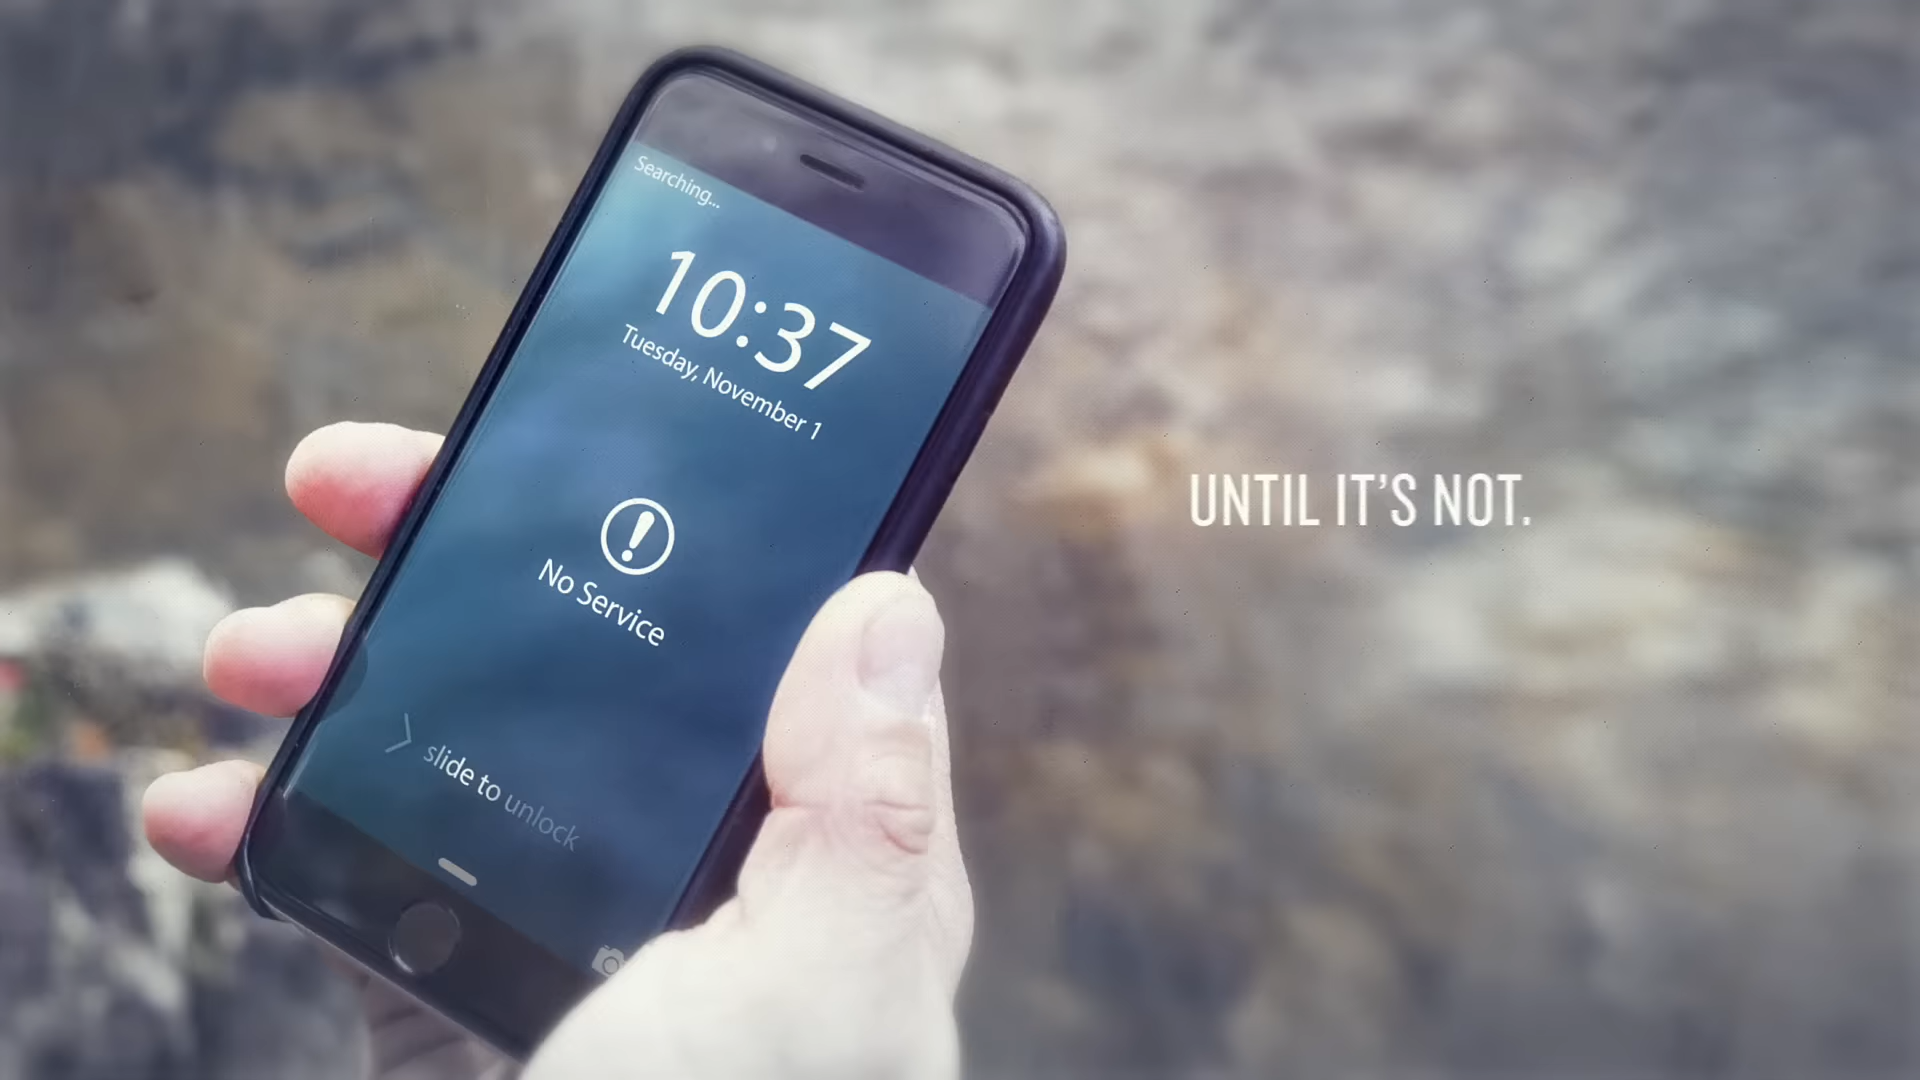 Searching...
10:37
Tuesday, November 1
No Service
slide to unlock
UNTIL IT'S NOT.